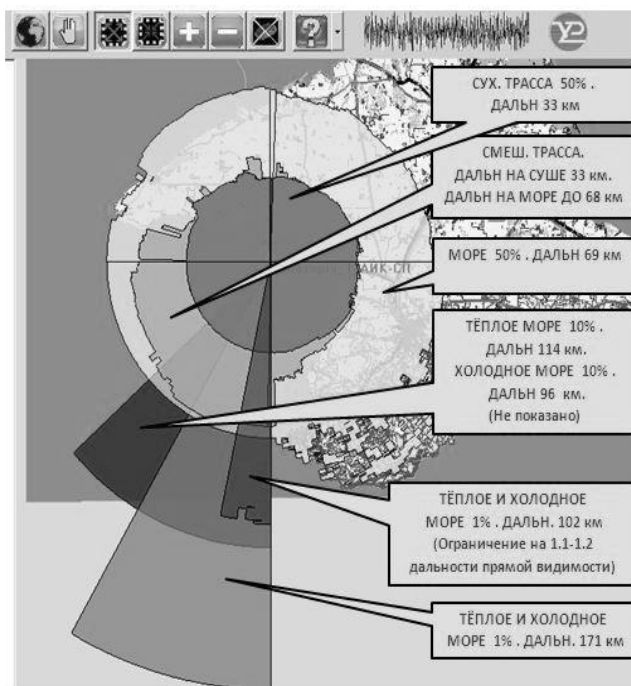 СУХ. ТРАССА 50% .
ДАЛЬН 33 км
СМЕШ. ТРАССА.
ДАЛЬН НА СУШЕ 33 км.
ДАЛЬН НА МОРЕ ДО 68 км
МОРЕ 50% . ДАЛЬН 69 км
ТЁПЛОЕ МОРЕ 10% .
ДАЛЬН 114 км.
ХОЛОДНОЕ МОРЕ 10% .
ДАЛЬН 96 км.
(Не показано)
ТЁПЛОЕ И ХОЛОДНОЕ
МОРЕ 1% . ДАЛЬН. 102 км
(Ограничение на 1.1-1.2
дальности прямой видимости)
ТЁПЛОЕ И ХОЛОДНОЕ
МОРЕ 1% . ДАЛЬН. 171 км